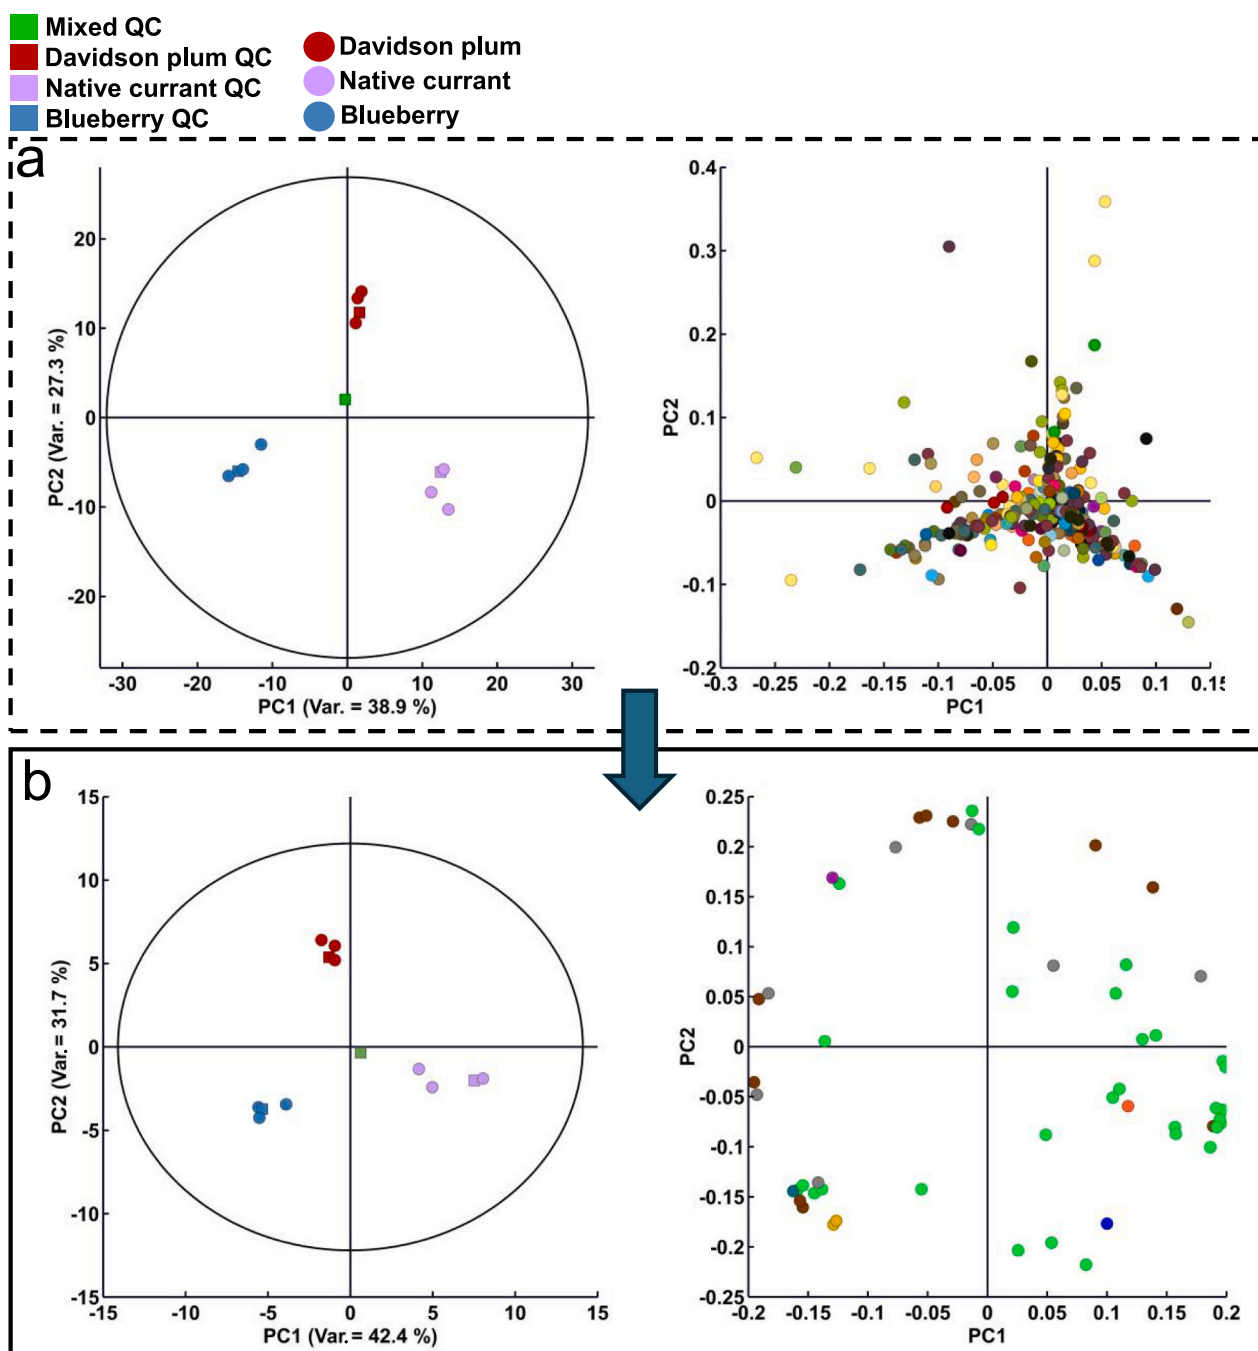 Mixed QC
Davidson plum QC
Native currant QC
Blueberry QC
Davidson plum
Native currant
Blueberry
a
20
10
0
-10
-20
PC2 (Var. = 27.3 %)
-30 -20 -10 0 10 20 30
PC1 (Var. = 38.9 %)
0.4
0.3
0.2
0.1
0
-0.1
-0.2
PC2
-0.3 -0.25 -0.2 -0.15 -0.1 -0.05 0 0.05 0.1
PC1
b
15
10
5
0
-5
-10
-15
PC2 (Var. = 31.7 %)
-15 -10 -5 0 5 10 15
PC1 (Var. = 42.4 %)
0.25
0.2
0.15
0.1
0.05
0
-0.05
-0.1
-0.15
-0.2
-0.25
PC2
-0.2 -0.15 -0.1 -0.05 0 0.05 0.1 0.15 0.2
PC1